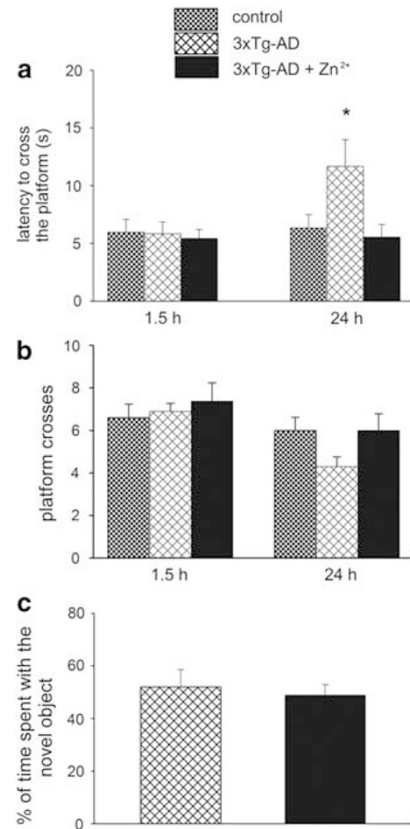 control
3xTg-AD
3xTg-AD + Zn²⁺
a
latency to cross
the platform (s)
20
15
10
5
0
*
1.5 h
24 h
b
platform crosses
10
8
6
4
2
0
1.5 h
24 h
c
% of time spent with the
novel object
80
60
40
20
0